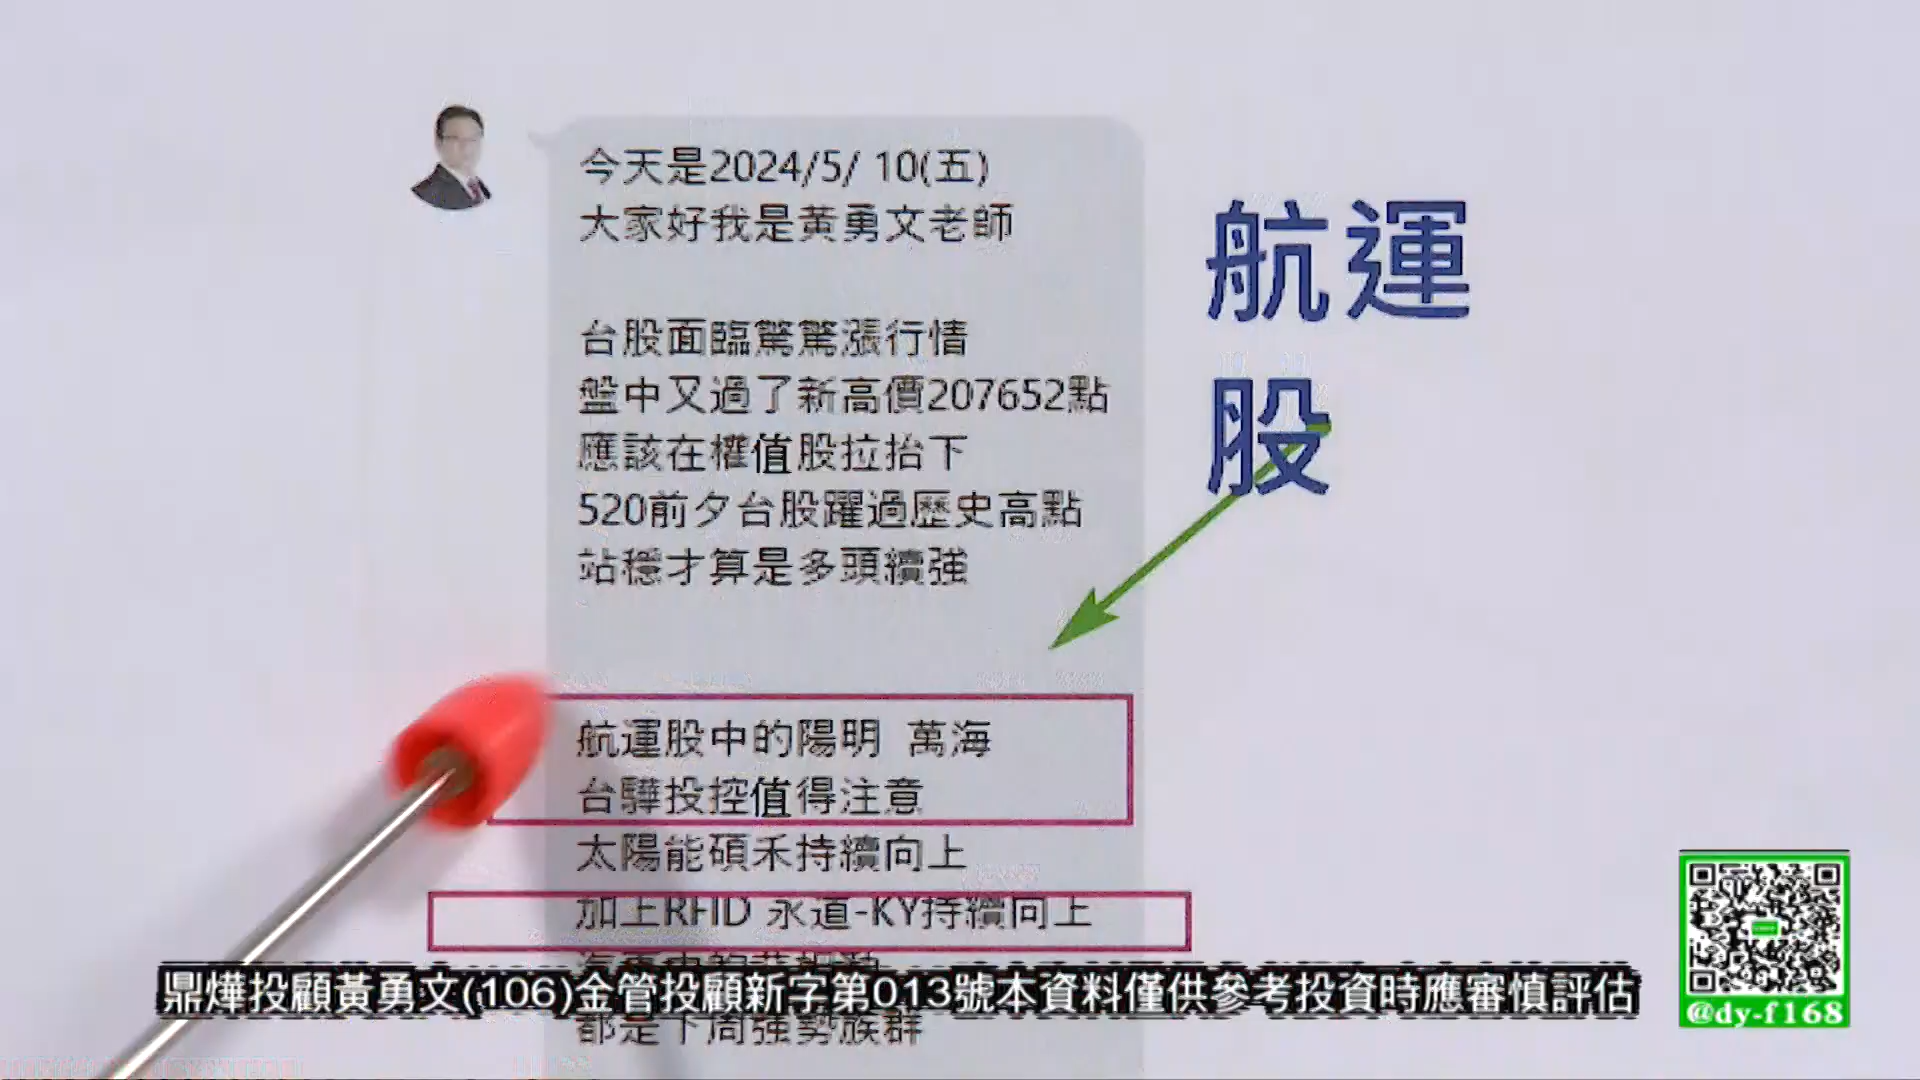 今天是2024/5/ 10(五)
大家好我是黃勇文老師
台股面臨驚驚漲行情
盤中又過了新高價207652點
應該在權值股拉抬下
520前夕台股躍過歷史高點
站穩才算是多頭續強
航運
股
航運股中的陽明 萬海
台驊投控值得注意
太陽能碩禾持續向上
加上RFID 永道-KY持續向上
鼎燁投顧黃勇文(106)金管投顧新字第013號本資料僅供參考投資時應審慎評估
都是下周強勢族群
@dy-f168